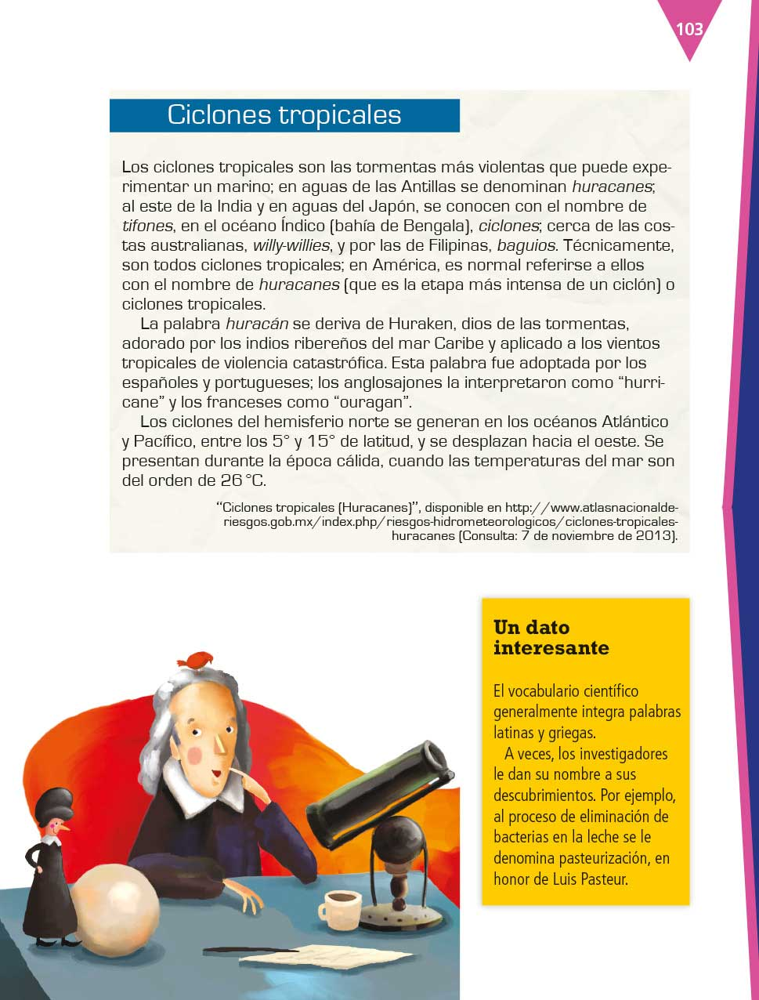 103
Ciclones tropicales
Los ciclones tropicales son las tormentas más violentas que puede expe-
rimentar un marino; en aguas de las Antillas se denominan huracanes;
al este de la India y en aguas del Japón, se conocen con el nombre de
tifones, en el océano Índico (bahía de Bengala), ciclones; cerca de las cos-
tas australianas, willy-willies, y por las de Filipinas, baguios. Técnicamente,
son todos ciclones tropicales; en América, es normal referirse a ellos
con el nombre de huracanes (que es la etapa más intensa de un ciclón) o
ciclones tropicales.
La palabra huracán se deriva de Huraken, dios de las tormentas,
adorado por los indios ribereños del mar Caribe y aplicado a los vientos
tropicales de violencia catastrófica. Esta palabra fue adoptada por los
españoles y portugueses; los anglosajones la interpretaron como “hurri-
cane” y los franceses como “ouragan”.
Los ciclones del hemisferio norte se generan en los océanos Atlántico
y Pacífico, entre los 5° y 15° de latitud, y se desplazan hacia el oeste. Se
presentan durante la época cálida, cuando las temperaturas del mar son
del orden de 26 °C.
“Ciclones tropicales (Huracanes)”, disponible en http://www.atlasnacionalde-
riesgos.gob.mx/index.php/riesgos-hidrometeorologicos/ciclones-tropicales-
huracanes (Consulta: 7 de noviembre de 2013).
Un dato
interesante
El vocabulario científico
generalmente integra palabras
latinas y griegas.
A veces, los investigadores
le dan su nombre a sus
descubrimientos. Por ejemplo,
al proceso de eliminación de
bacterias en la leche se le
denomina pasteurización, en
honor de Luis Pasteur.